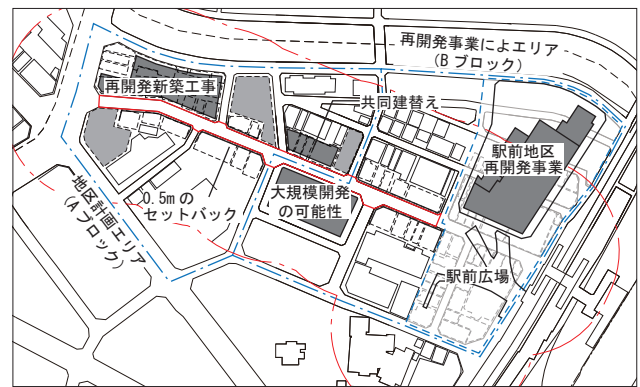 再開発事業によエリア
(B ブロック)
再開発新築工事
共同建替え
駅前地区
再開発事業
0.5mの
セットバック
大規模開発
の可能性
地区計画エリア
(A ブロック)
駅前広場